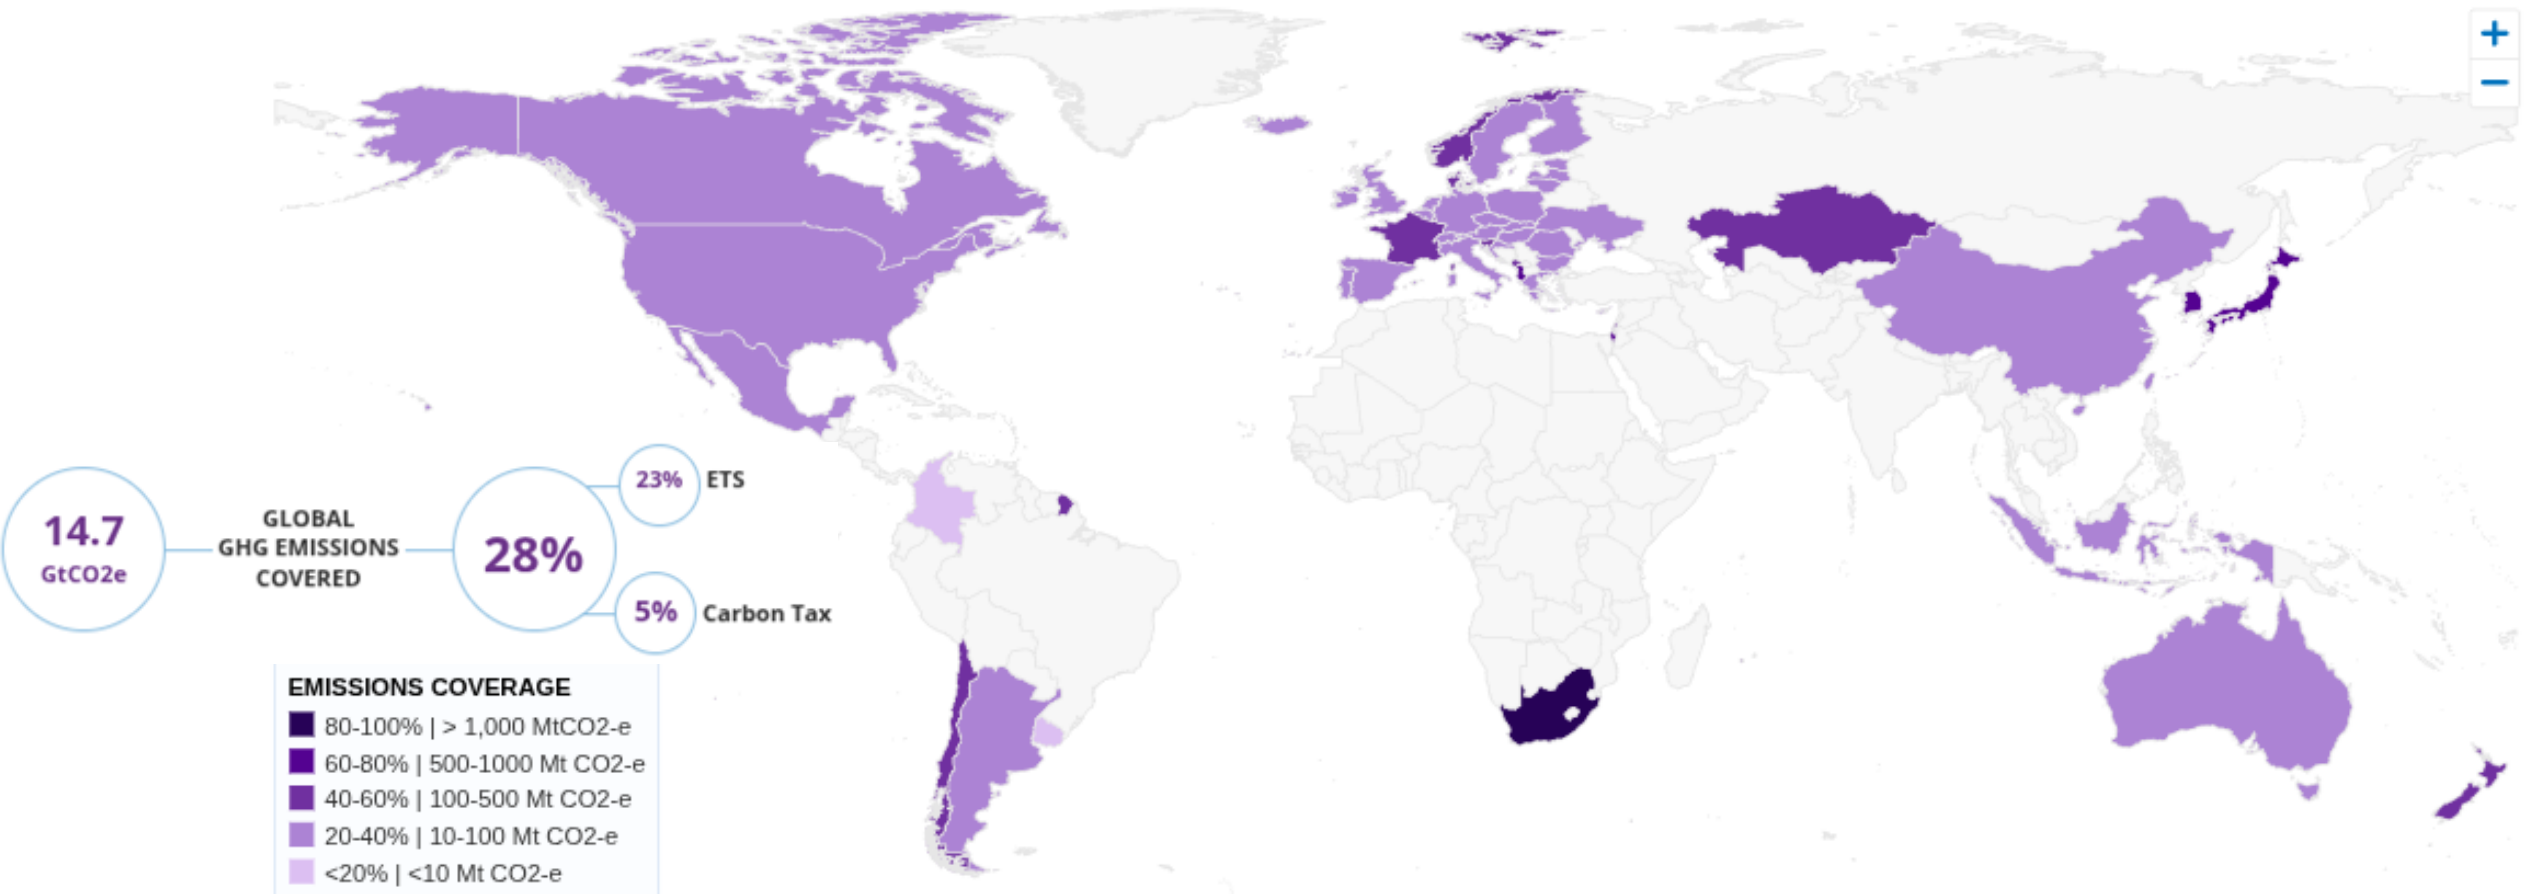 +
−
14.7
GtCO2e
GLOBAL
GHG EMISSIONS
COVERED
28%
23% ETS
5% Carbon Tax
EMISSIONS COVERAGE
80-100% | > 1,000 MtCO2-e
60-80% | 500-1000 Mt CO2-e
40-60% | 100-500 Mt CO2-e
20-40% | 10-100 Mt CO2-e
<20% | <10 Mt CO2-e